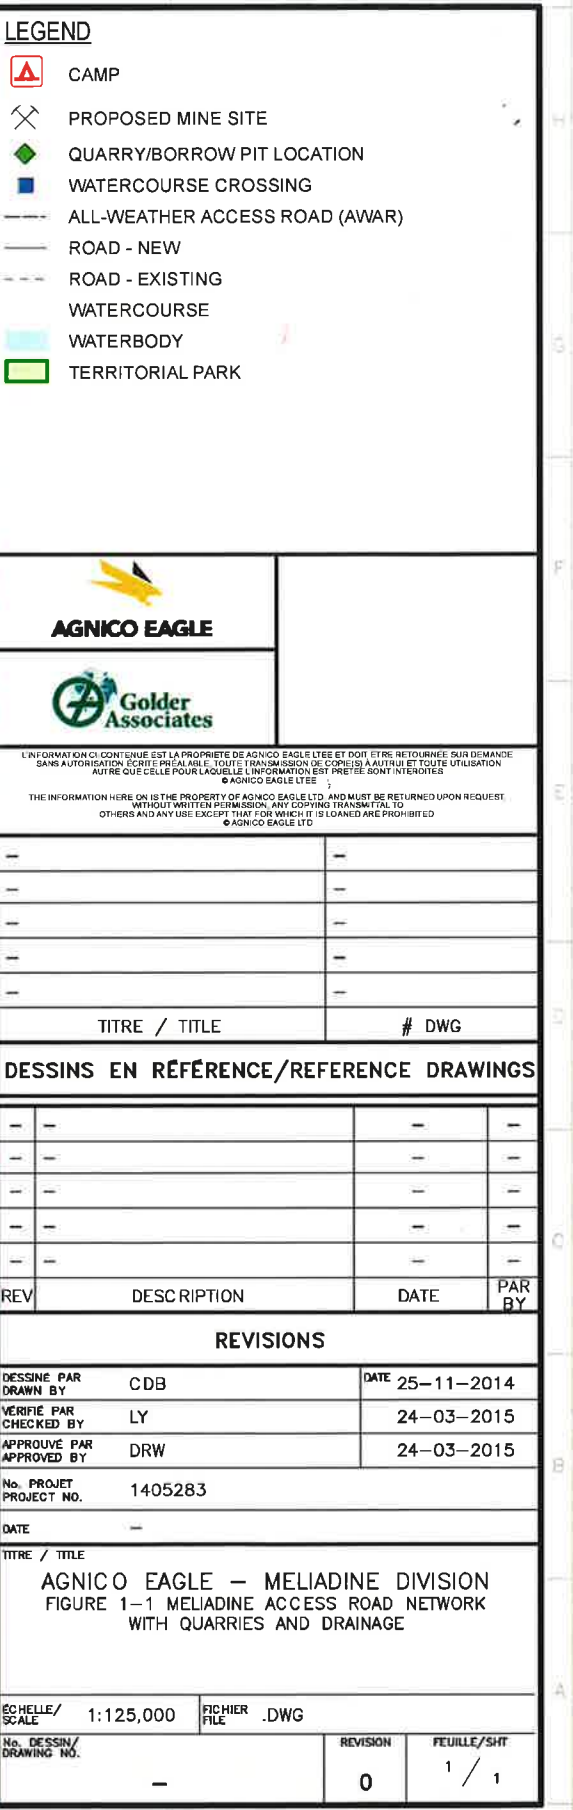 LEGEND
CAMP
PROPOSED MINE SITE
QUARRY/BORROW PIT LOCATION
WATERCOURSE CROSSING
ALL-WEATHER ACCESS ROAD (AWAR)
ROAD - NEW
ROAD - EXISTING
WATERCOURSE
WATERBODY
TERRITORIAL PARK
AGNICO EAGLE
Golder
Associates
L'INFORMATION CI-CONTENUE EST LA PROPRIETE DE AGNICO EAGLE LTEE ET DOIT ETRE RETOURNÉE SUR DEMANDE
SANS AUTORISATION ÉCRITE PRÉALABLE, TOUTE TRANSMISSION DE COPIE(S) À AUTRUI ET TOUTE UTILISATION
AUTRE QUE CELLE POUR LAQUELLE L'INFORMATION EST PRETÉE SONT INTERDITES
© AGNICO EAGLE LTEE
THE INFORMATION HERE ON IS THE PROPERTY OF AGNICO EAGLE LTD. AND MUST BE RETURNED UPON REQUEST,
WITHOUT WRITTEN PERMISSION, ANY COPYING TRANSMITTAL TO
OTHERS AND ANY USE EXCEPT THAT FOR WHICH IT IS LOANED ARE PROHIBITED
© AGNICO EAGLE LTD
- -
- -
- -
- -
- -
TITRE / TITLE # DWG
DESSINS EN RÉFÉRENCE/REFERENCE DRAWINGS
- - - -
- - - -
- - - -
- - - -
- - - -
REV DESCRIPTION DATE PAR
BY
REVISIONS
DESSINÉ PAR
DRAWN BY CDB DATE 25-11-2014
VÉRIFIÉ PAR
CHECKED BY LY 24-03-2015
APPROUVÉ PAR
APPROVED BY DRW 24-03-2015
No. PROJET
PROJECT NO. 1405283
DATE -
TITRE / TITLE
AGNICO EAGLE - MELIADINE DIVISION
FIGURE 1-1 MELIADINE ACCESS ROAD NETWORK
WITH QUARRIES AND DRAINAGE
ÉCHELLE/
SCALE 1:125,000 FICHIER
FILE .DWG
No. DESSIN/
DRAWING NO. - REVISION 0 FEUILLE/SHT 1/1
H
G
F
E
D
C
B
A